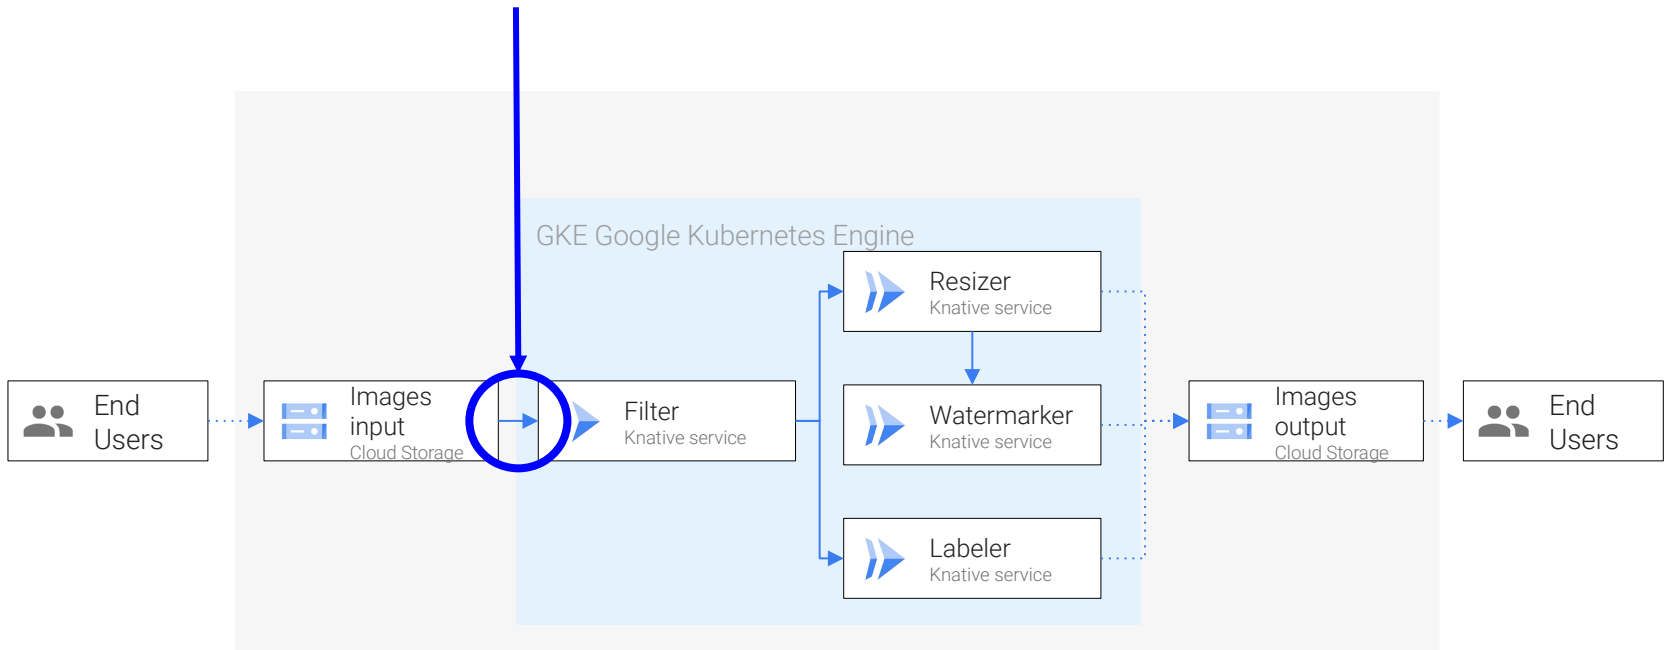 GKE Google Kubernetes Engine
End
Users
Images
input
Cloud Storage
Filter
Knative service
Resizer
Knative service
Watermarker
Knative service
Labeler
Knative service
Images
output
Cloud Storage
End
Users